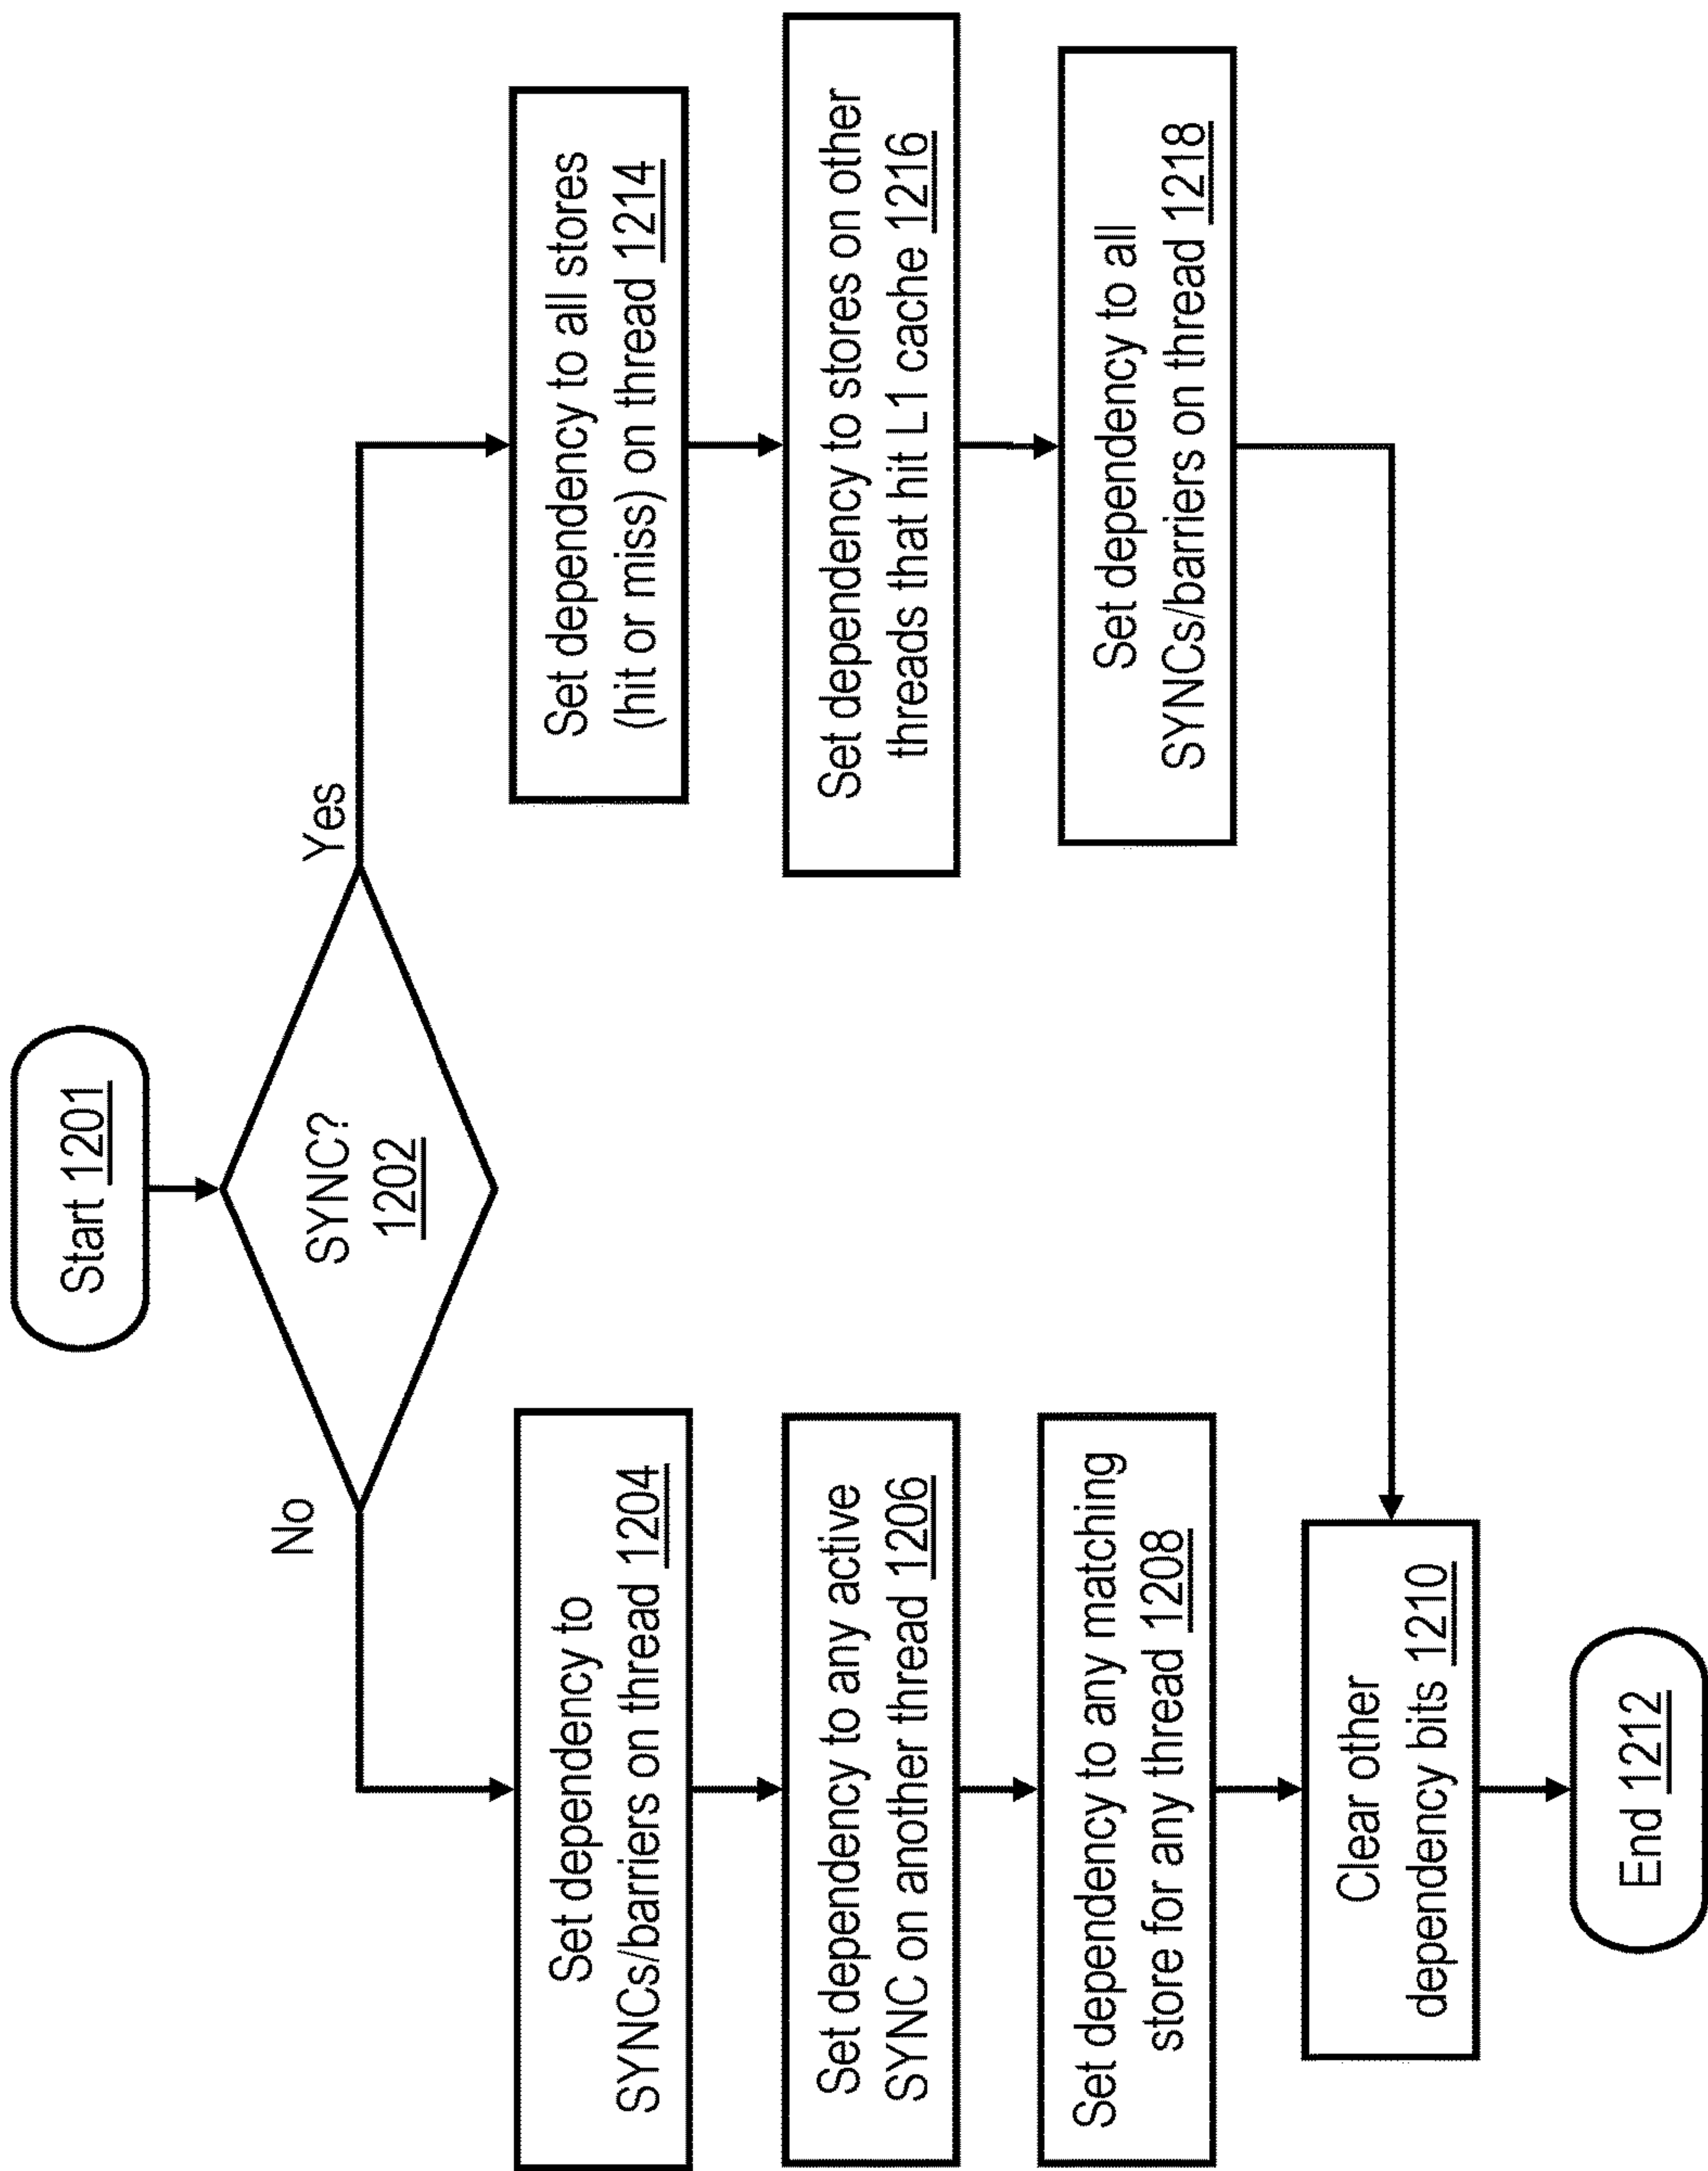 Start 1201
SYNC?
1202
No
Yes
Set dependency to
SYNCs/barriers on thread 1204
Set dependency to any active
SYNC on another thread 1206
Set dependency to any matching
store for any thread 1208
Set dependency to all stores
(hit or miss) on thread 1214
Set dependency to stores on other
threads that hit L1 cache 1216
Set dependency to all
SYNCs/barriers on thread 1218
Clear other
dependency bits 1210
End 1212